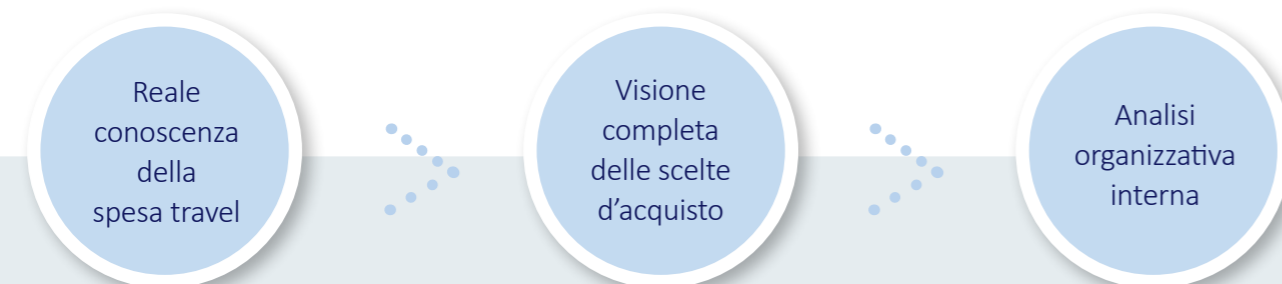 Reale
conoscenza
della
spesa travel
Visione
completa
delle scelte
d’acquisto
Analisi
organizzativa
interna